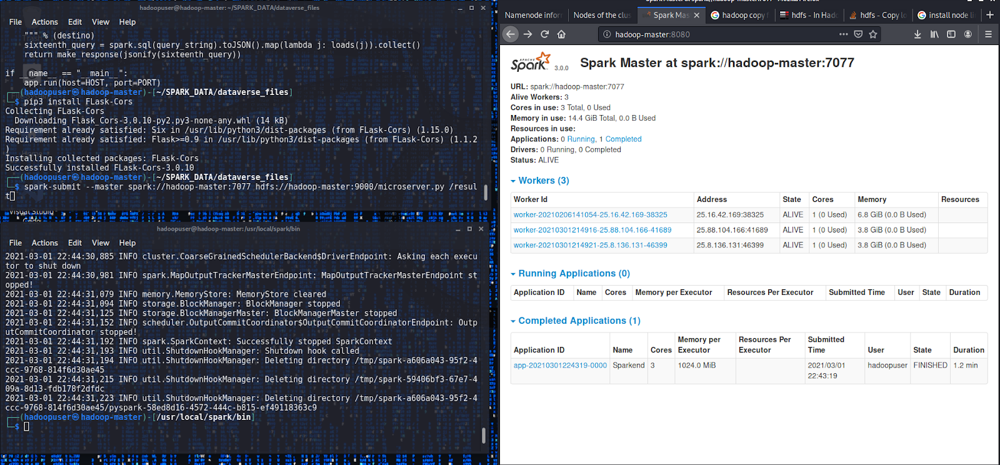 hadoopuser@hadoop-master: ~/SPARK_DATA/dataverse_files
File Actions Edit View Help
""" % (destino)
sixteenth_query = spark.sql(query_string).toJSON().map(lambda j: loads(j)).collect()
return make_response(jsonify(sixteenth_query))
if __name__ == "__main__":
app.run(host=HOST, port=PORT)
(hadoopuser㉿hadoop-master)-[~/SPARK_DATA/dataverse_files]
$ pip3 install FLask-Cors
Collecting FLask-Cors
Downloading Flask_Cors-3.0.10-py2.py3-none-any.whl (14 kB)
Requirement already satisfied: Six in /usr/lib/python3/dist-packages (from FLask-Cors) (1.15.0)
Requirement already satisfied: Flask>=0.9 in /usr/lib/python3/dist-packages (from FLask-Cors) (1.1.2
)
Installing collected packages: FLask-Cors
Successfully installed FLask-Cors-3.0.10
(hadoopuser㉿hadoop-master)-[~/SPARK_DATA/dataverse_files]
$ spark-submit --master spark://hadoop-master:7077 hdfs://hadoop-master:9000/microserver.py /resul
t
Visual Studio
hadoopuser@hadoop-master: /usr/local/spark/bin
File Actions Edit View Help
2021-03-01 22:44:30,885 INFO cluster.CoarseGrainedSchedulerBackend$DriverEndpoint: Asking each execu
tor to shut down
2021-03-01 22:44:30,981 INFO spark.MapOutputTrackerMasterEndpoint: MapOutputTrackerMasterEndpoint st
opped!
2021-03-01 22:44:31,079 INFO memory.MemoryStore: MemoryStore cleared
2021-03-01 22:44:31,094 INFO storage.BlockManager: BlockManager stopped
2021-03-01 22:44:31,125 INFO storage.BlockManagerMaster: BlockManagerMaster stopped
2021-03-01 22:44:31,152 INFO scheduler.OutputCommitCoordinator$OutputCommitCoordinatorEndpoint: Outp
utCommitCoordinator stopped!
2021-03-01 22:44:31,192 INFO spark.SparkContext: Successfully stopped SparkContext
2021-03-01 22:44:31,193 INFO util.ShutdownHookManager: Shutdown hook called
2021-03-01 22:44:31,194 INFO util.ShutdownHookManager: Deleting directory /tmp/spark-a606a043-95f2-4
ccc-9768-814f6d30ae45
2021-03-01 22:44:31,215 INFO util.ShutdownHookManager: Deleting directory /tmp/spark-59406bf3-67e7-4
09a-8d13-fdb178f2dfdc
2021-03-01 22:44:31,223 INFO util.ShutdownHookManager: Deleting directory /tmp/spark-a606a043-95f2-4
ccc-9768-814f6d30ae45/pyspark-58ed8d16-4572-444c-b815-ef49118363c9
(hadoopuser㉿hadoop-master)-[/usr/local/spark/bin]
$
Spark Master at spark://hadoop-master:7077 - Mozilla Firefox
Namenode infor Nodes of the clus Spark Mas hadoop copy f hdfs - In Hado hdfs - Copy lo install node li
hadoop-master:8080
APACHE Spark 3.0.0 Spark Master at spark://hadoop-master:7077
URL: spark://hadoop-master:7077
Alive Workers: 3
Cores in use: 3 Total, 0 Used
Memory in use: 14.4 GiB Total, 0.0 B Used
Resources in use:
Applications: 0 Running, 1 Completed
Drivers: 0 Running, 0 Completed
Status: ALIVE
Workers (3)
Worker Id Address State Cores Memory Resources
worker-20210206141054-25.16.42.169-38325 25.16.42.169:38325 ALIVE 1 (0 Used) 6.8 GiB (0.0 B Used)
worker-20210301214916-25.88.104.166-41689 25.88.104.166:41689 ALIVE 1 (0 Used) 3.8 GiB (0.0 B Used)
worker-20210301214921-25.8.136.131-46399 25.8.136.131:46399 ALIVE 1 (0 Used) 3.8 GiB (0.0 B Used)
Running Applications (0)
Application ID Name Cores Memory per Executor Resources Per Executor Submitted Time User State Duration
Completed Applications (1)
Application ID Name Cores Memory per Executor Resources Per Executor Submitted Time User State Duration
app-20210301224319-0000 Sparkend 3 1024.0 MiB 2021/03/01 22:43:19 hadoopuser FINISHED 1.2 min